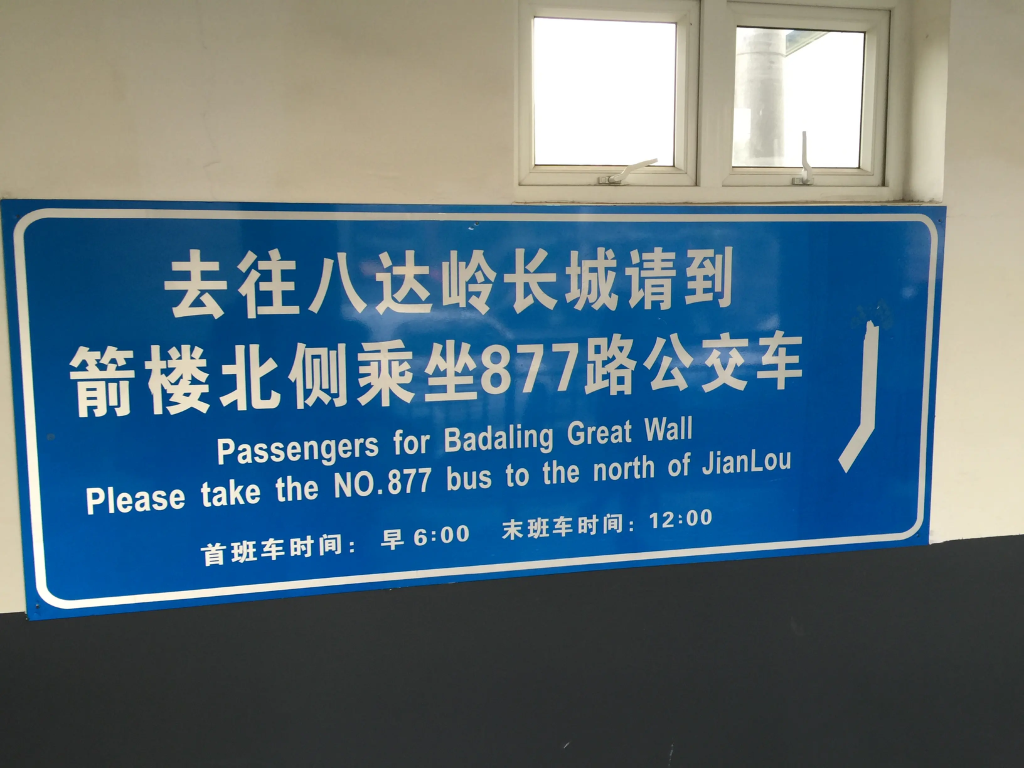 去往八达岭长城请到
箭楼北侧乘坐877路公交车
Passengers for Badaling Great Wall
Please take the NO.877 bus to the north of JianLou
首班车时间： 早6:00 末班车时间：12:00